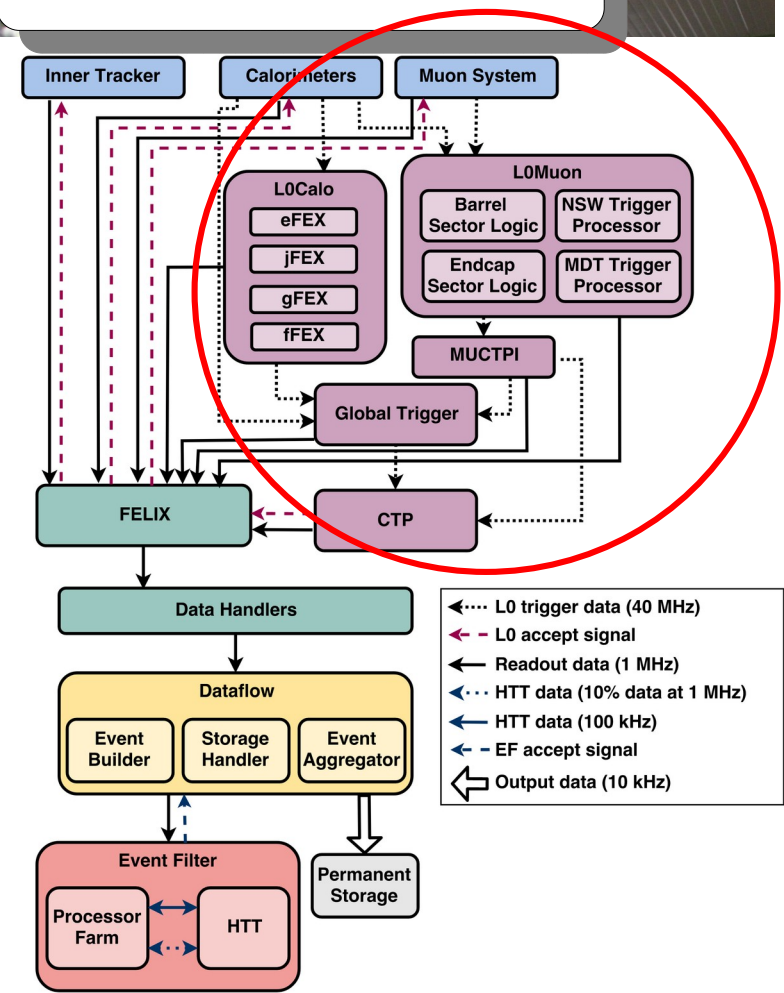 Inner Tracker
Calorimeters
Muon System
L0Calo
eFEX
jFEX
gFEX
fFEX
L0Muon
Barrel
Sector Logic
NSW Trigger
Processor
Endcap
Sector Logic
MDT Trigger
Processor
MUCTPI
Global Trigger
FELIX
CTP
Data Handlers
Dataflow
Event
Builder
Storage
Handler
Event
Aggregator
Event Filter
Processor
Farm
HTT
Permanent
Storage
L0 trigger data (40 MHz)
L0 accept signal
Readout data (1 MHz)
HTT data (10% data at 1 MHz)
HTT data (100 kHz)
EF accept signal
Output data (10 kHz)